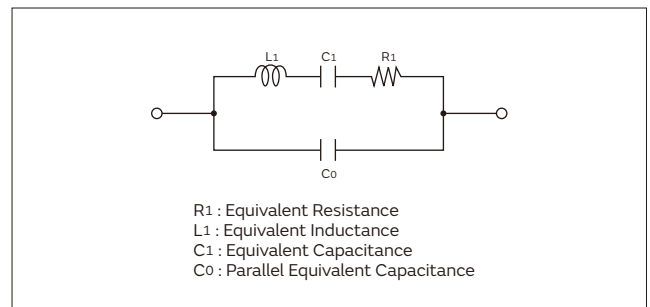 L1 C1 R1
C0
R1 : Equivalent Resistance
L1 : Equivalent Inductance
C1 : Equivalent Capacitance
C0 : Parallel Equivalent Capacitance